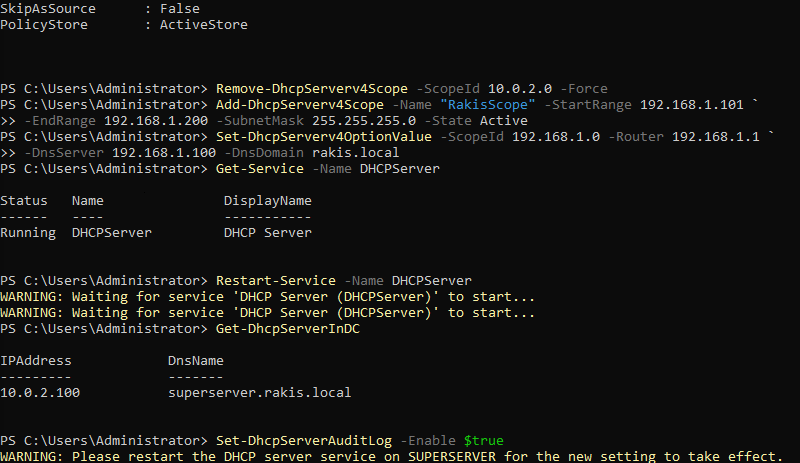 SkipAsSource      : False
PolicyStore       : ActiveStore
PS C:\Users\Administrator> Remove-DhcpServerv4Scope -ScopeId 10.0.2.0 -Force
PS C:\Users\Administrator> Add-DhcpServerv4Scope -Name "RakisScope" -StartRange 192.168.1.101 `
>> -EndRange 192.168.1.200 -SubnetMask 255.255.255.0 -State Active
PS C:\Users\Administrator> Set-DhcpServerv4OptionValue -ScopeId 192.168.1.0 -Router 192.168.1.1 `
>> -DnsServer 192.168.1.100 -DnsDomain rakis.local
PS C:\Users\Administrator> Get-Service -Name DHCPServer
Status   Name               DisplayName
------   ----               -----------
Running  DHCPServer         DHCP Server
PS C:\Users\Administrator> Restart-Service -Name DHCPServer
WARNING: Waiting for service 'DHCP Server (DHCPServer)' to start...
WARNING: Waiting for service 'DHCP Server (DHCPServer)' to start...
PS C:\Users\Administrator> Get-DhcpServerInDC
IPAddress            DnsName
---------            -------
10.0.2.100           superserver.rakis.local
PS C:\Users\Administrator> Set-DhcpServerAuditLog -Enable $true
WARNING: Please restart the DHCP server service on SUPERSERVER for the new setting to take effect.